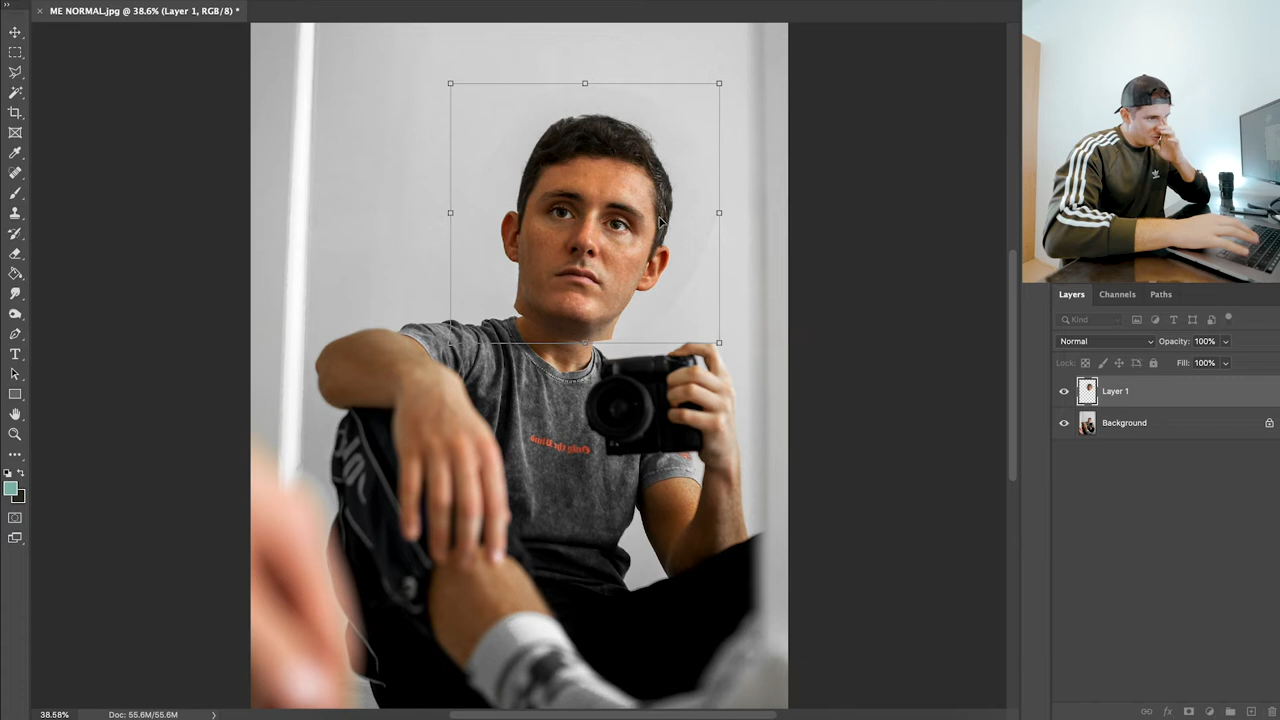 ME NORMAL.jpg @ 38.6% (Layer 1, RGB/8) *
Layers Channels Paths
Kind
Normal Opacity: 100%
Lock: Fill: 100%
Layer 1
Background
fx
38.58% Doc: 55.6M/55.6M